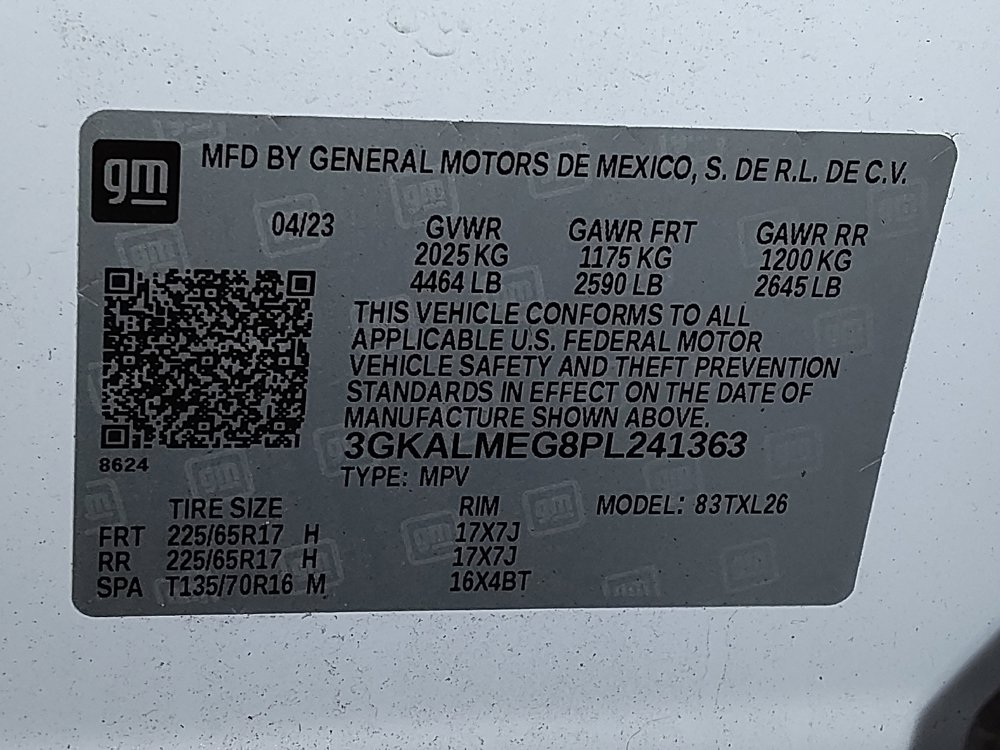 gm MFD BY GENERAL MOTORS DE MEXICO, S. DE R.L. DE C.V.
04/23 GVWR GAWR FRT GAWR RR
2025 KG 1175 KG 1200 KG
4464 LB 2590 LB 2645 LB
THIS VEHICLE CONFORMS TO ALL
APPLICABLE U.S. FEDERAL MOTOR
VEHICLE SAFETY AND THEFT PREVENTION
STANDARDS IN EFFECT ON THE DATE OF
MANUFACTURE SHOWN ABOVE.
3GKALMEG8PL241363
8624
TYPE: MPV
TIRE SIZE RIM MODEL: 83TXL26
FRT 225/65R17 H 17X7J
RR 225/65R17 H 17X7J
SPA T135/70R16 M 16X4BT